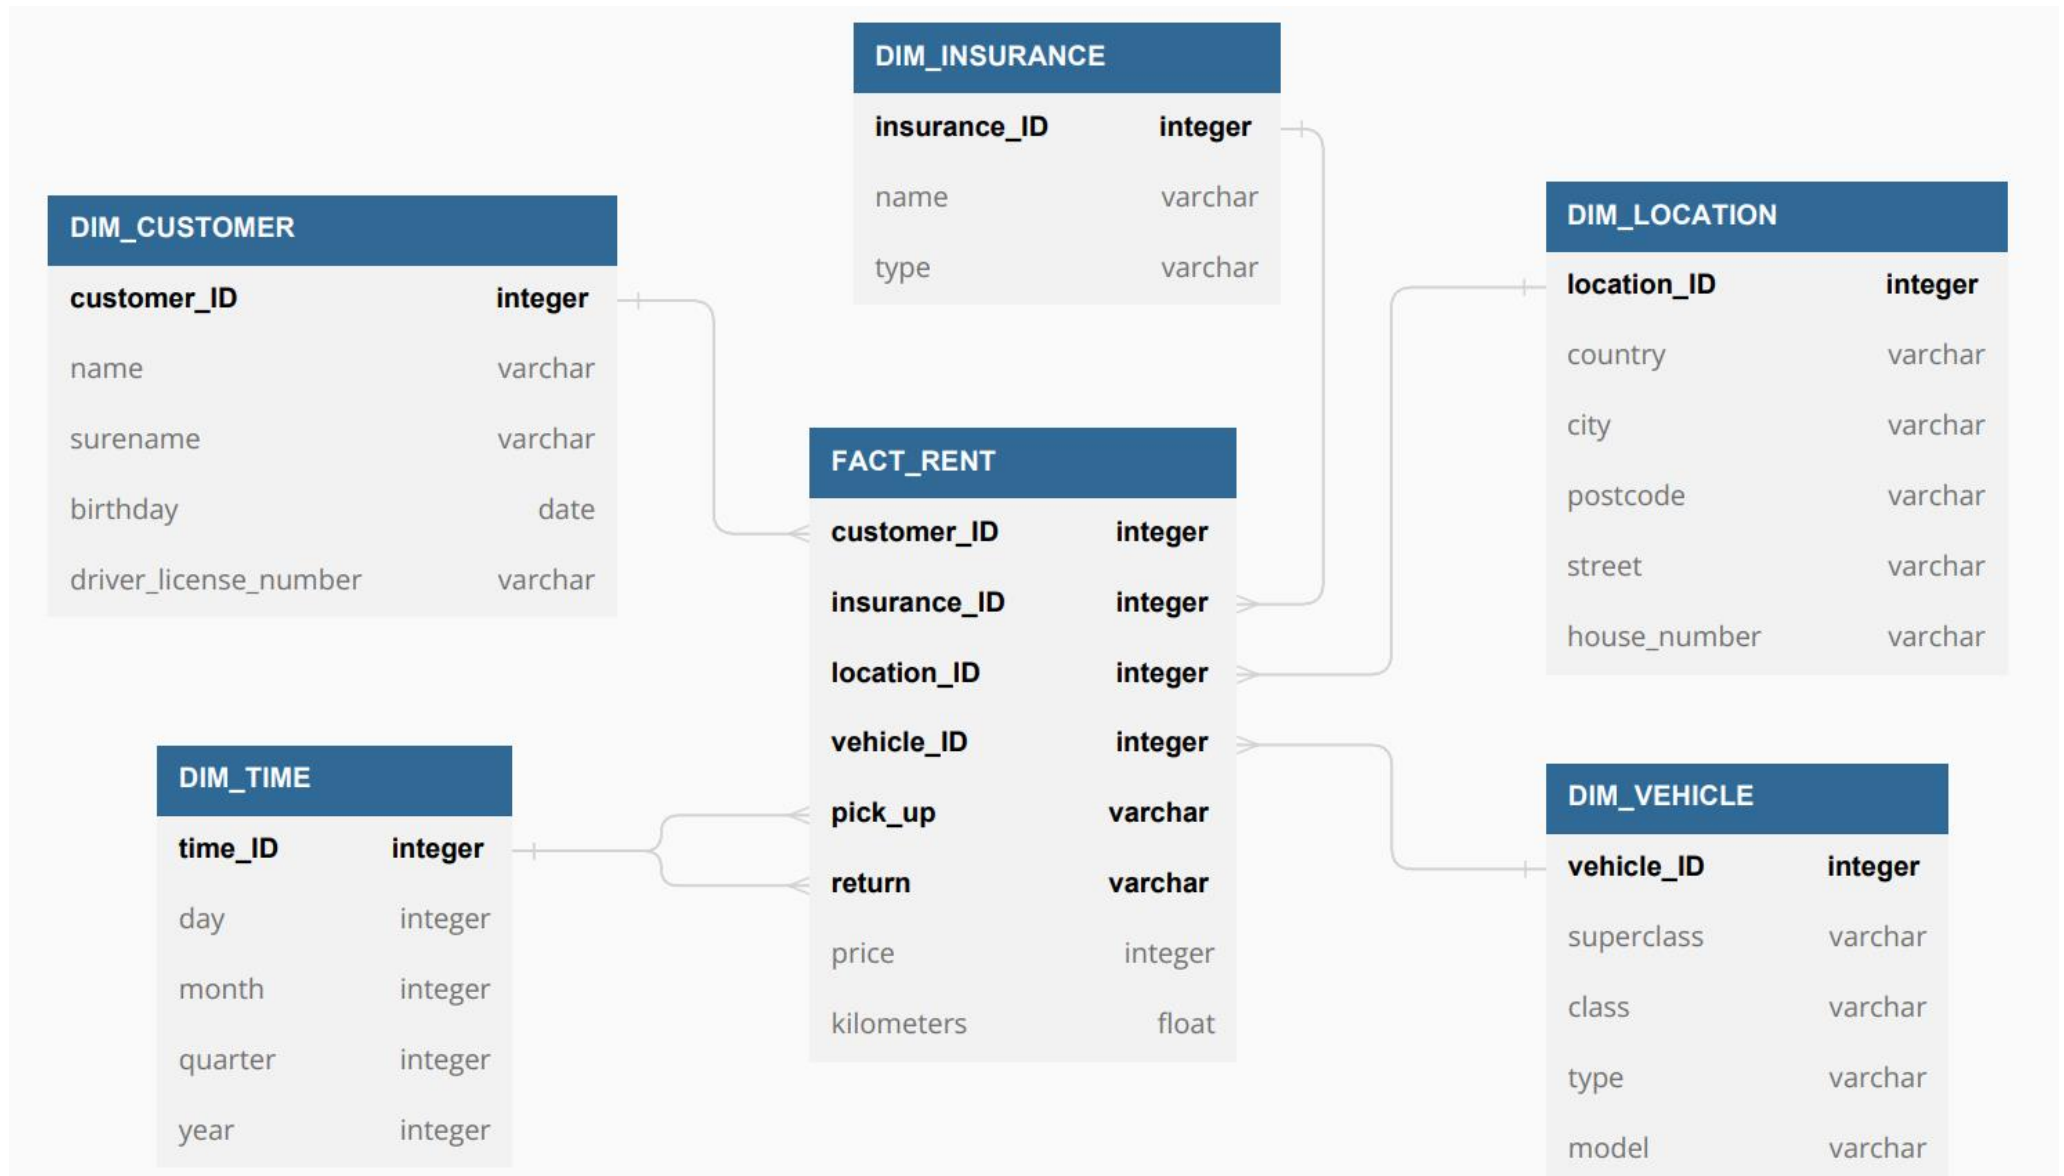 DIM_INSURANCE
insurance_ID integer
name varchar
type varchar
DIM_CUSTOMER
customer_ID integer
name varchar
surename varchar
birthday date
driver_license_number varchar
DIM_LOCATION
location_ID integer
country varchar
city varchar
postcode varchar
street varchar
house_number varchar
FACT_RENT
customer_ID integer
insurance_ID integer
location_ID integer
vehicle_ID integer
pick_up varchar
return varchar
price integer
kilometers float
DIM_TIME
time_ID integer
day integer
month integer
quarter integer
year integer
DIM_VEHICLE
vehicle_ID integer
superclass varchar
class varchar
type varchar
model varchar